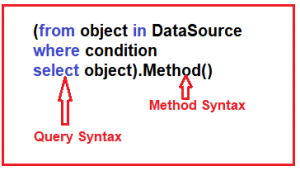 (from object in DataSource
where condition
select object).Method()
Method Syntax
Query Syntax